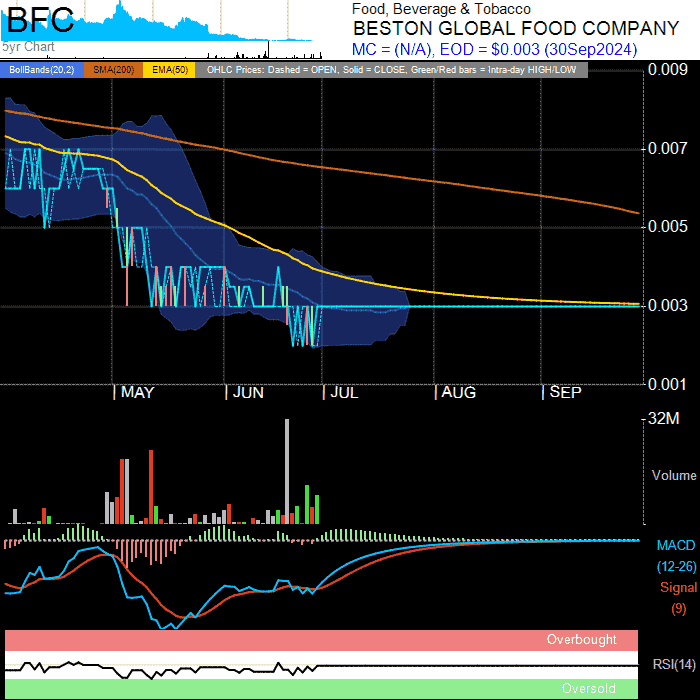 BFC
5yr Chart
Food, Beverage & Tobacco
BESTON GLOBAL FOOD COMPANY
MC = (N/A), EOD = $0.003 (30Sep2024)
BollBands(20,2) SMA(200) EMA(50) OHLC Prices: Dashed = OPEN, Solid = CLOSE, Green/Red bars = Intra-day HIGH/LOW
0.009
0.007
0.005
0.003
0.001
MAY JUN JUL AUG SEP
32M
Volume
MACD
(12-26)
Signal
(9)
Overbought
RSI(14)
Oversold